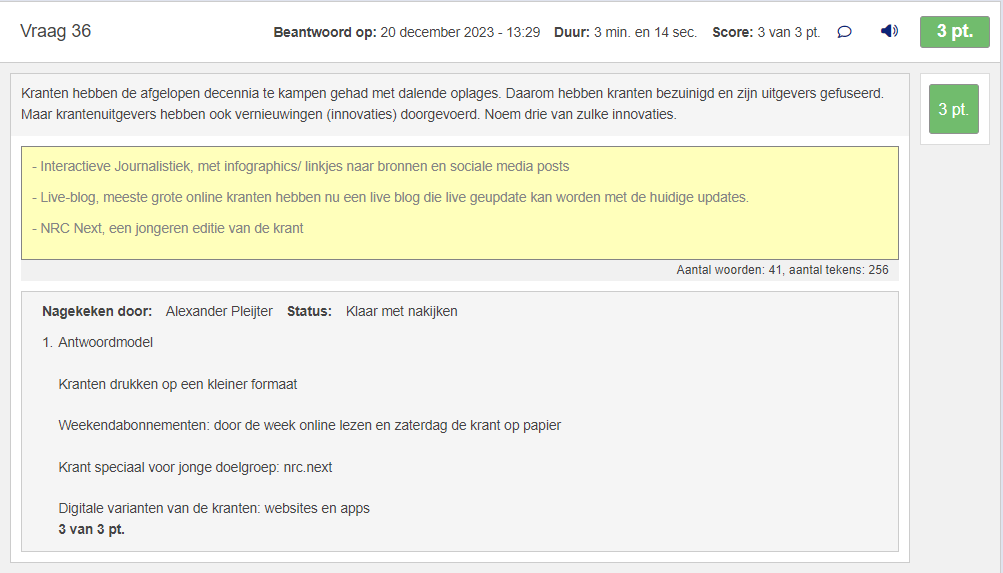 Vraag 36
Beantwoord op: 20 december 2023 - 13:29 Duur: 3 min. en 14 sec. Score: 3 van 3 pt.
3 pt.
Kranten hebben de afgelopen decennia te kampen gehad met dalende oplages. Daarom hebben kranten bezuinigd en zijn uitgevers gefuseerd.
Maar krantenuitgevers hebben ook vernieuwingen (innovaties) doorgevoerd. Noem drie van zulke innovaties.
3 pt.
- Interactieve Journalistiek, met infographics/ linkjes naar bronnen en sociale media posts
- Live-blog, meeste grote online kranten hebben nu een live blog die live geupdate kan worden met de huidige updates.
- NRC Next, een jongeren editie van de krant
Aantal woorden: 41, aantal tekens: 256
Nagekeken door: Alexander Pleijter Status: Klaar met nakijken
1. Antwoordmodel
Kranten drukken op een kleiner formaat
Weekendabonnementen: door de week online lezen en zaterdag de krant op papier
Krant speciaal voor jonge doelgroep: nrc.next
Digitale varianten van de kranten: websites en apps
3 van 3 pt.